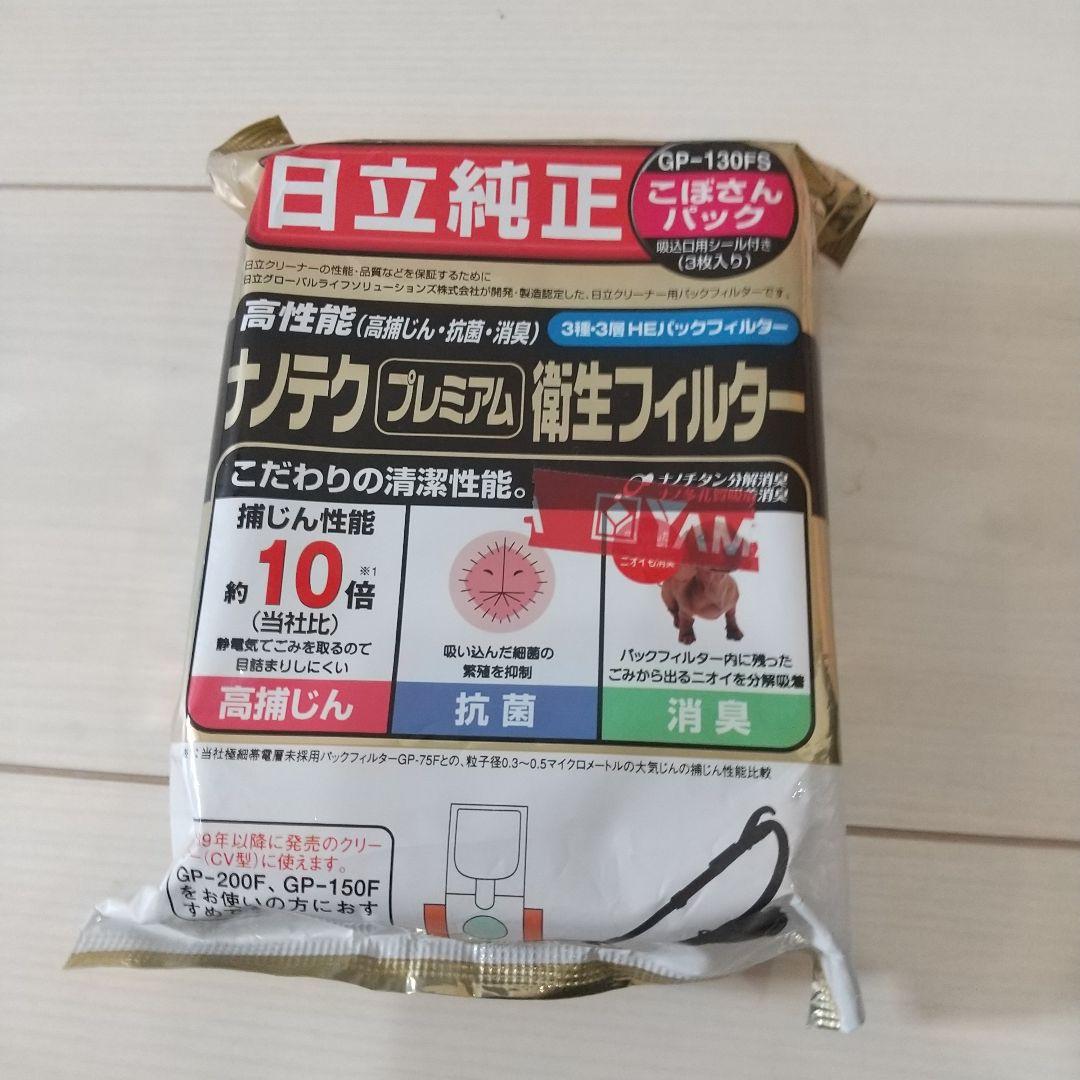 日立純正
GP-130FS
こぼさん
パック
吸込口用シール付き
(3枚入り)
日立クリーナーの性能・品質などを保証するために
日立グローバルライフソリューションズ株式会社が開発・製造認定した、日立クリーナー用パックフィルターです。
高性能(高捕じん・抗菌・消臭)
3種・3層HEパックフィルター
ナノテクプレミアム衛生フィルター
こだわりの清潔性能。
ナノチタン分解消臭
消臭
YAM
捕じん性能
約10倍※1
(当社比)
静電気でごみを取るので
目詰まりしにくい
高捕じん
吸い込んだ細菌の
繁殖を抑制
抗菌
ニオイも消臭
パックフィルター内に残った
ごみから出るニオイを分解吸着
消臭
当社極細帯電層未採用パックフィルターGP-75Fとの、粒子径0.3〜0.5マイクロメートルの大気じんの捕じん性能比較
9年以降に発売のクリー
(CV型)に使えます。
GP-200F、GP-150F
をお使いの方におす
すめ